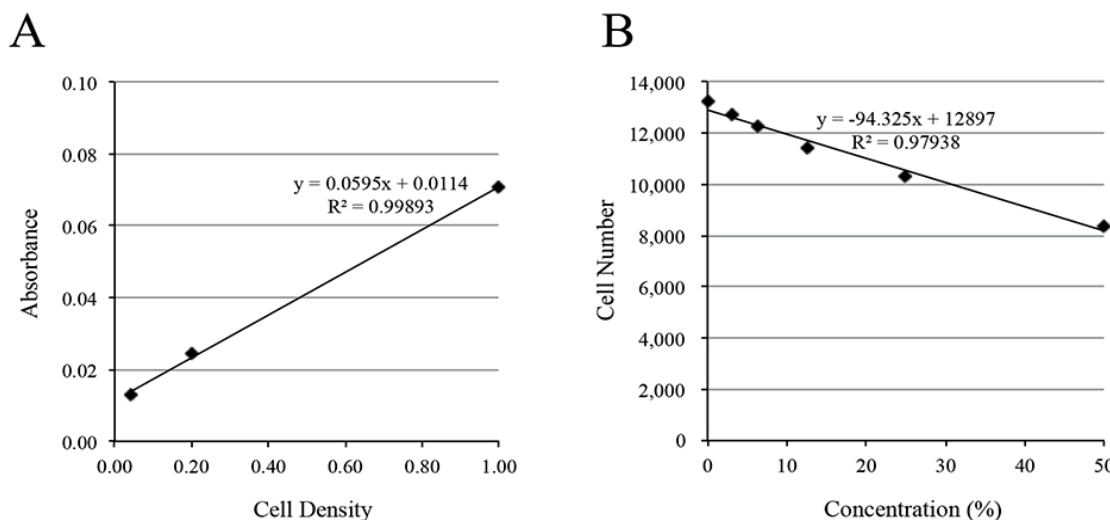 A
Absorbance
0.10
0.08
0.06
0.04
0.02
0.00
y = 0.0595x + 0.0114
R² = 0.99893
0.00 0.20 0.40 0.60 0.80 1.00
Cell Density
B
Cell Number
14,000
12,000
10,000
8,000
6,000
4,000
2,000
0
y = -94.325x + 12897
R² = 0.97938
0 10 20 30 40 50
Concentration (%)